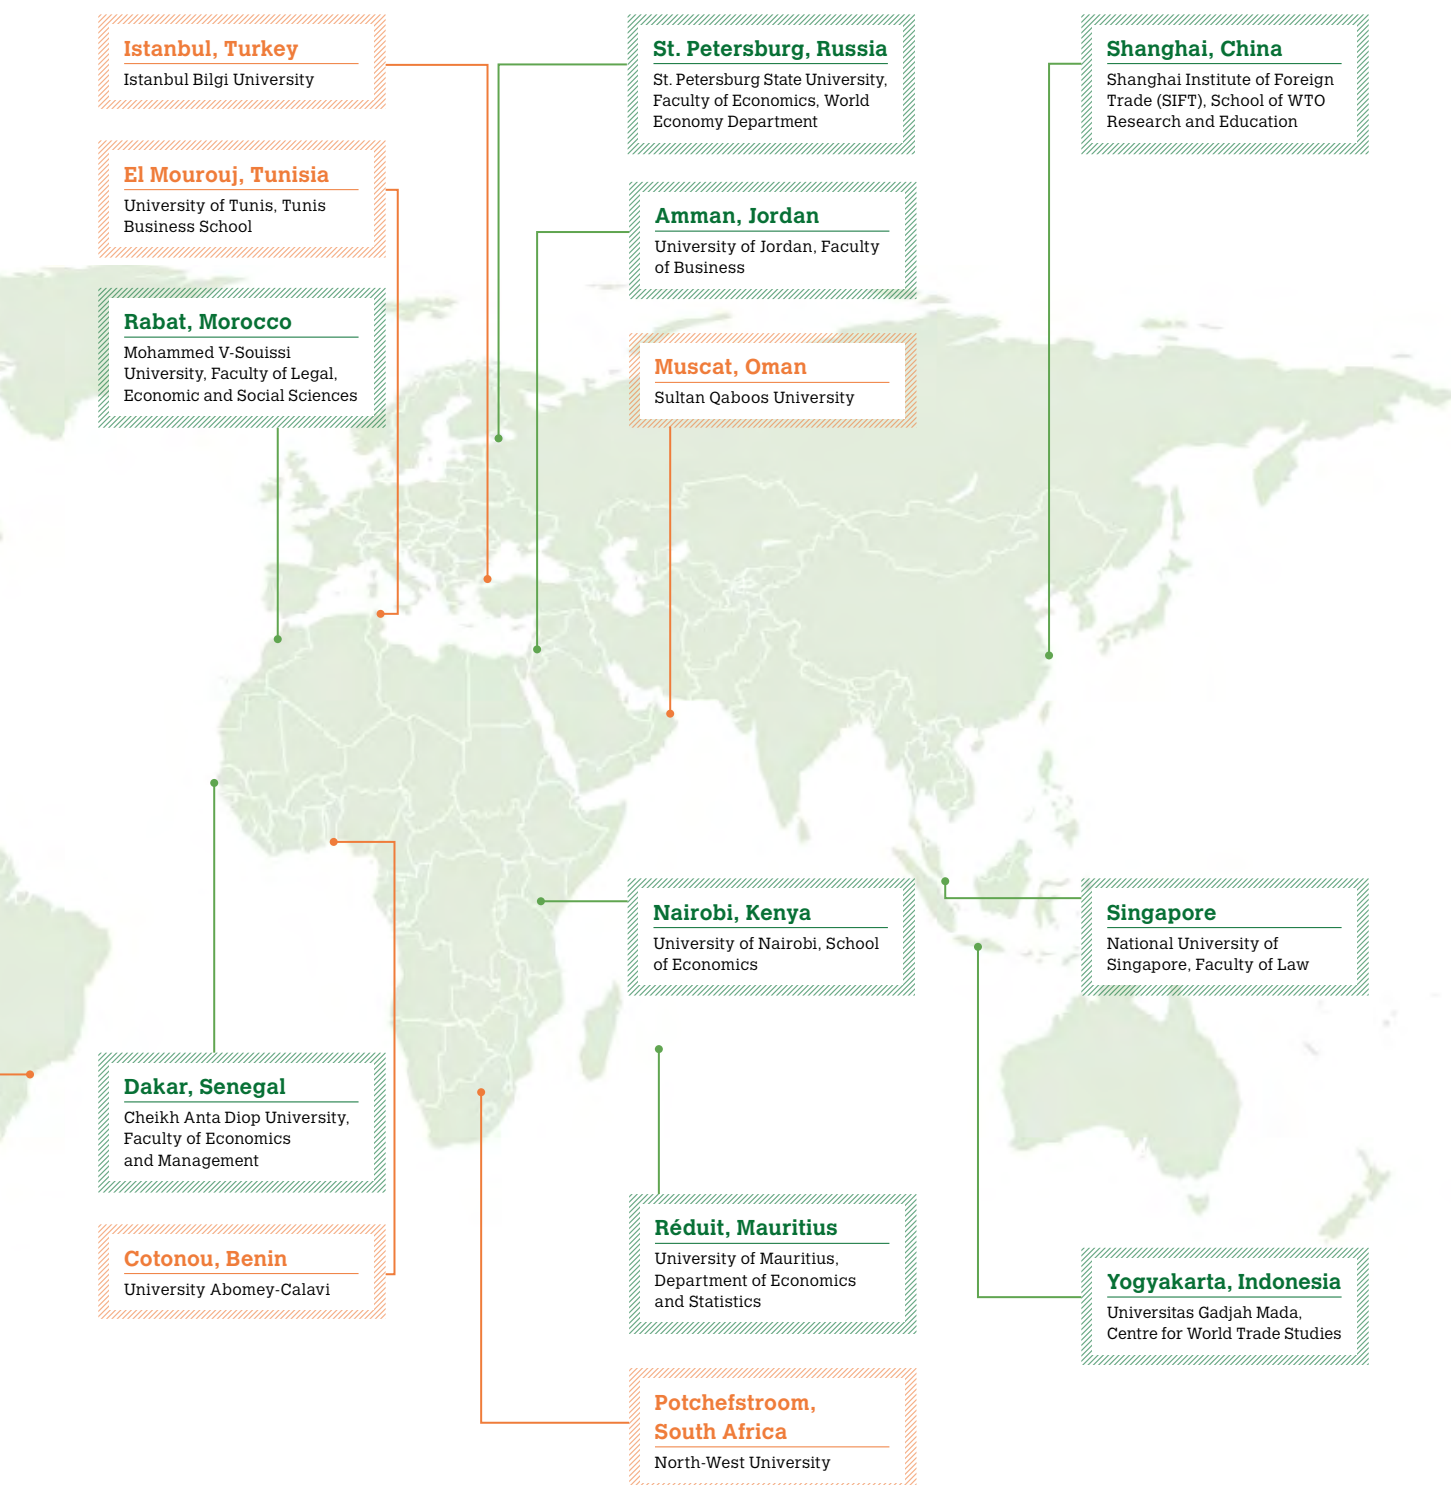 Istanbul, Turkey
Istanbul Bilgi University
El Mourouj, Tunisia
University of Tunis, Tunis
Business School
Rabat, Morocco
Mohammed V-Souissi
University, Faculty of Legal,
Economic and Social Sciences
St. Petersburg, Russia
St. Petersburg State University,
Faculty of Economics, World
Economy Department
Amman, Jordan
University of Jordan, Faculty
of Business
Muscat, Oman
Sultan Qaboos University
Shanghai, China
Shanghai Institute of Foreign
Trade (SIFT), School of WTO
Research and Education
Nairobi, Kenya
University of Nairobi, School
of Economics
Singapore
National University of
Singapore, Faculty of Law
Dakar, Senegal
Cheikh Anta Diop University,
Faculty of Economics
and Management
Cotonou, Benin
University Abomey-Calavi
Réduit, Mauritius
University of Mauritius,
Department of Economics
and Statistics
Potchefstroom,
South Africa
North-West University
Yogyakarta, Indonesia
Universitas Gadjah Mada,
Centre for World Trade Studies